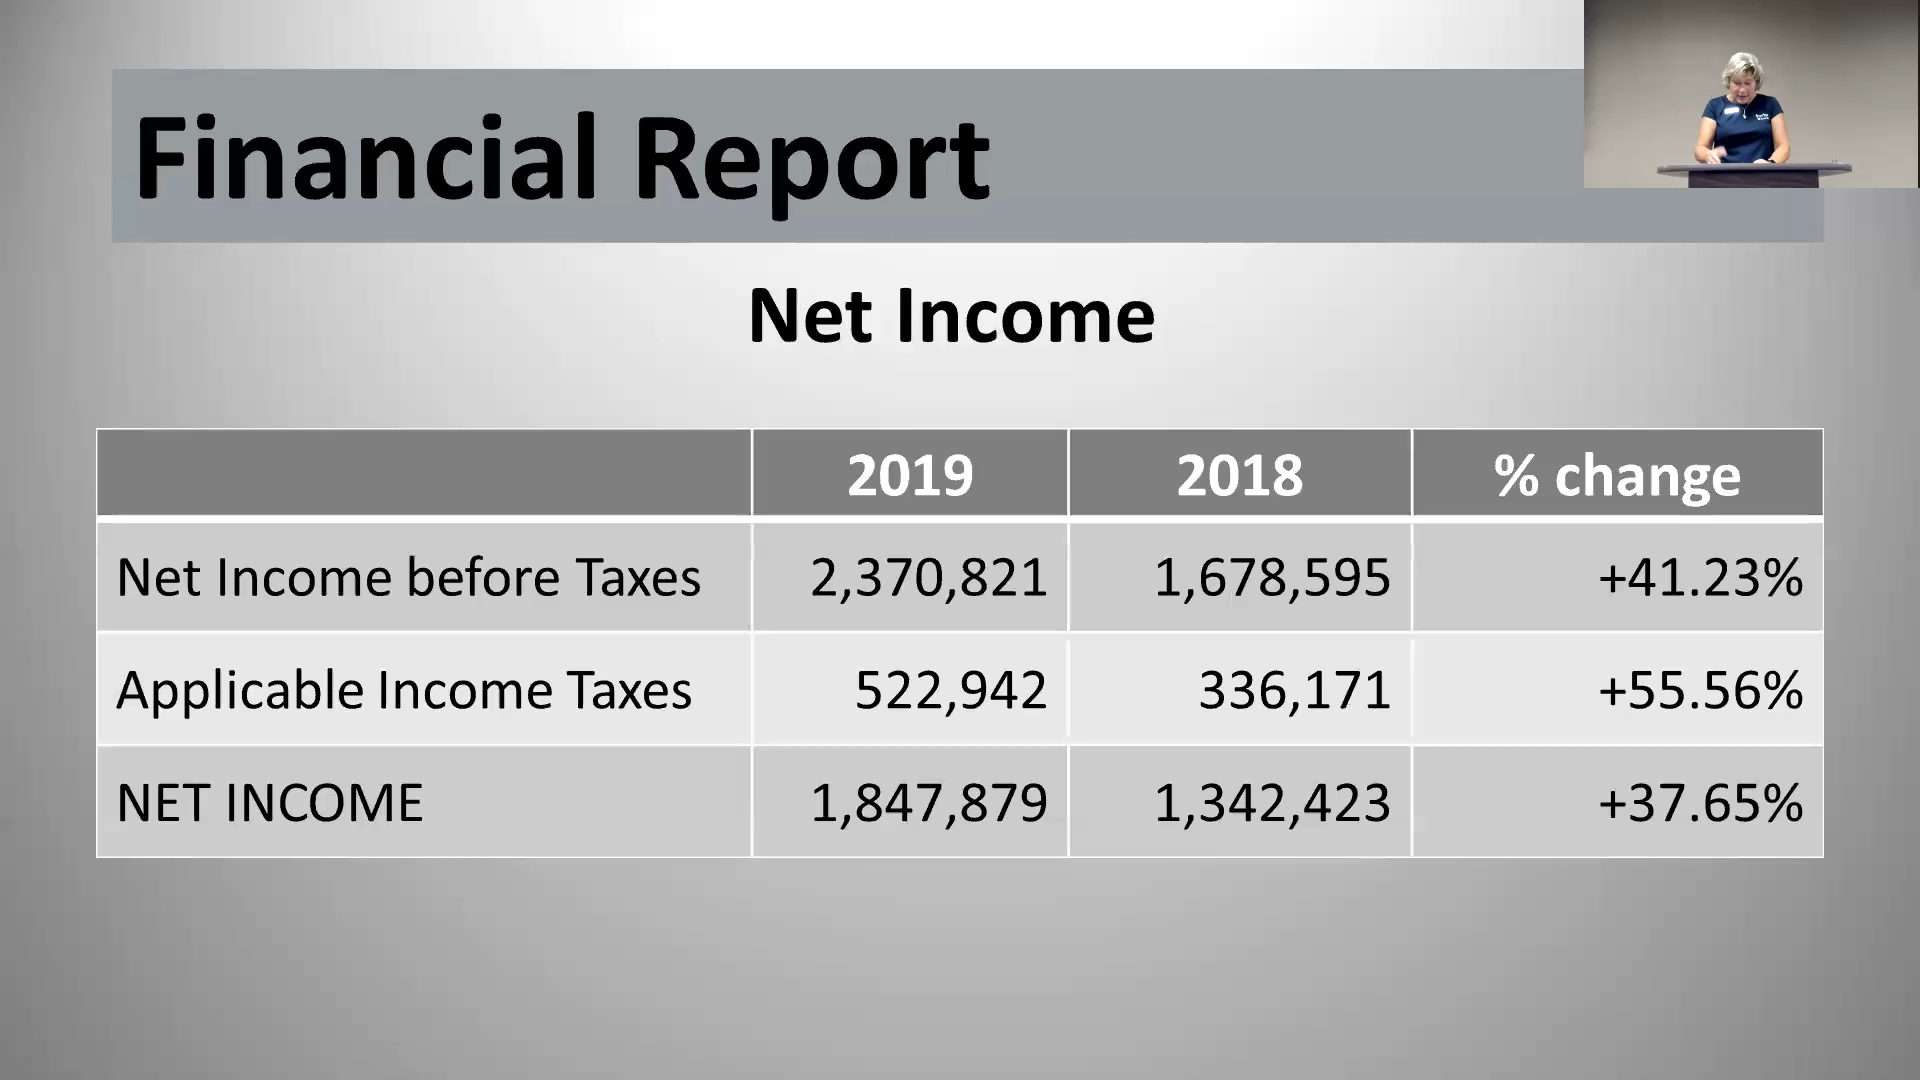 Financial Report
Net Income
2019 2018 % change
Net Income before Taxes 2,370,821 1,678,595 +41.23%
Applicable Income Taxes 522,942 336,171 +55.56%
NET INCOME 1,847,879 1,342,423 +37.65%